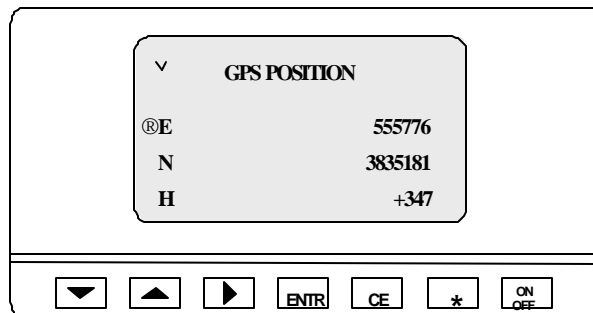 ˅ GPS POSITION
®E 555776
N 3835181
H +347
ENTR CE * ON OFF